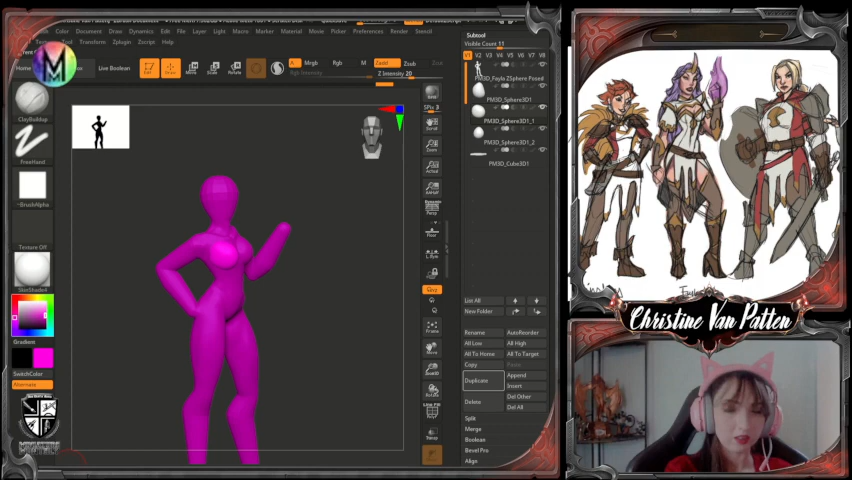 Color Document Draw Dynamics Edit File Layer Light Macro Marker Material Movie Picker Preferences Render Stencil
Transform Zplugin Zscript Help
Home
Live Boolean
Edit
Draw
Move
Scale
Rotate
A
Mrgb
Rgb
M
Zadd
Zsub
Rgb Intensity
Z Intensity 20
ClayBuildup
FreeHand
~BrushAlpha
Texture Off
SkinShade4
Gradient
SwitchColor
Alternate
SPix 3
Scroll
Zoom
Actual
AAHalf
Dynamic
Persp
Floor
L.Sym
Frame
Move
Rotate
Line Fill
Transp
Subtool
Visible Count 11
V1 V2 V3 V4 V5 V6 V7 V8
PM3D_Sphere3D1
PM3D_Sphere3D1_1
PM3D_Sphere3D1_2
PM3D_Cube3D1
List All
New Folder
Rename
AutoReorder
All Low
All High
All To Home
All To Target
Copy
Paste
Duplicate
Append
Insert
Delete
Del Other
Del All
Split
Merge
Boolean
Bevel Pro
Align
Christine Van Patten